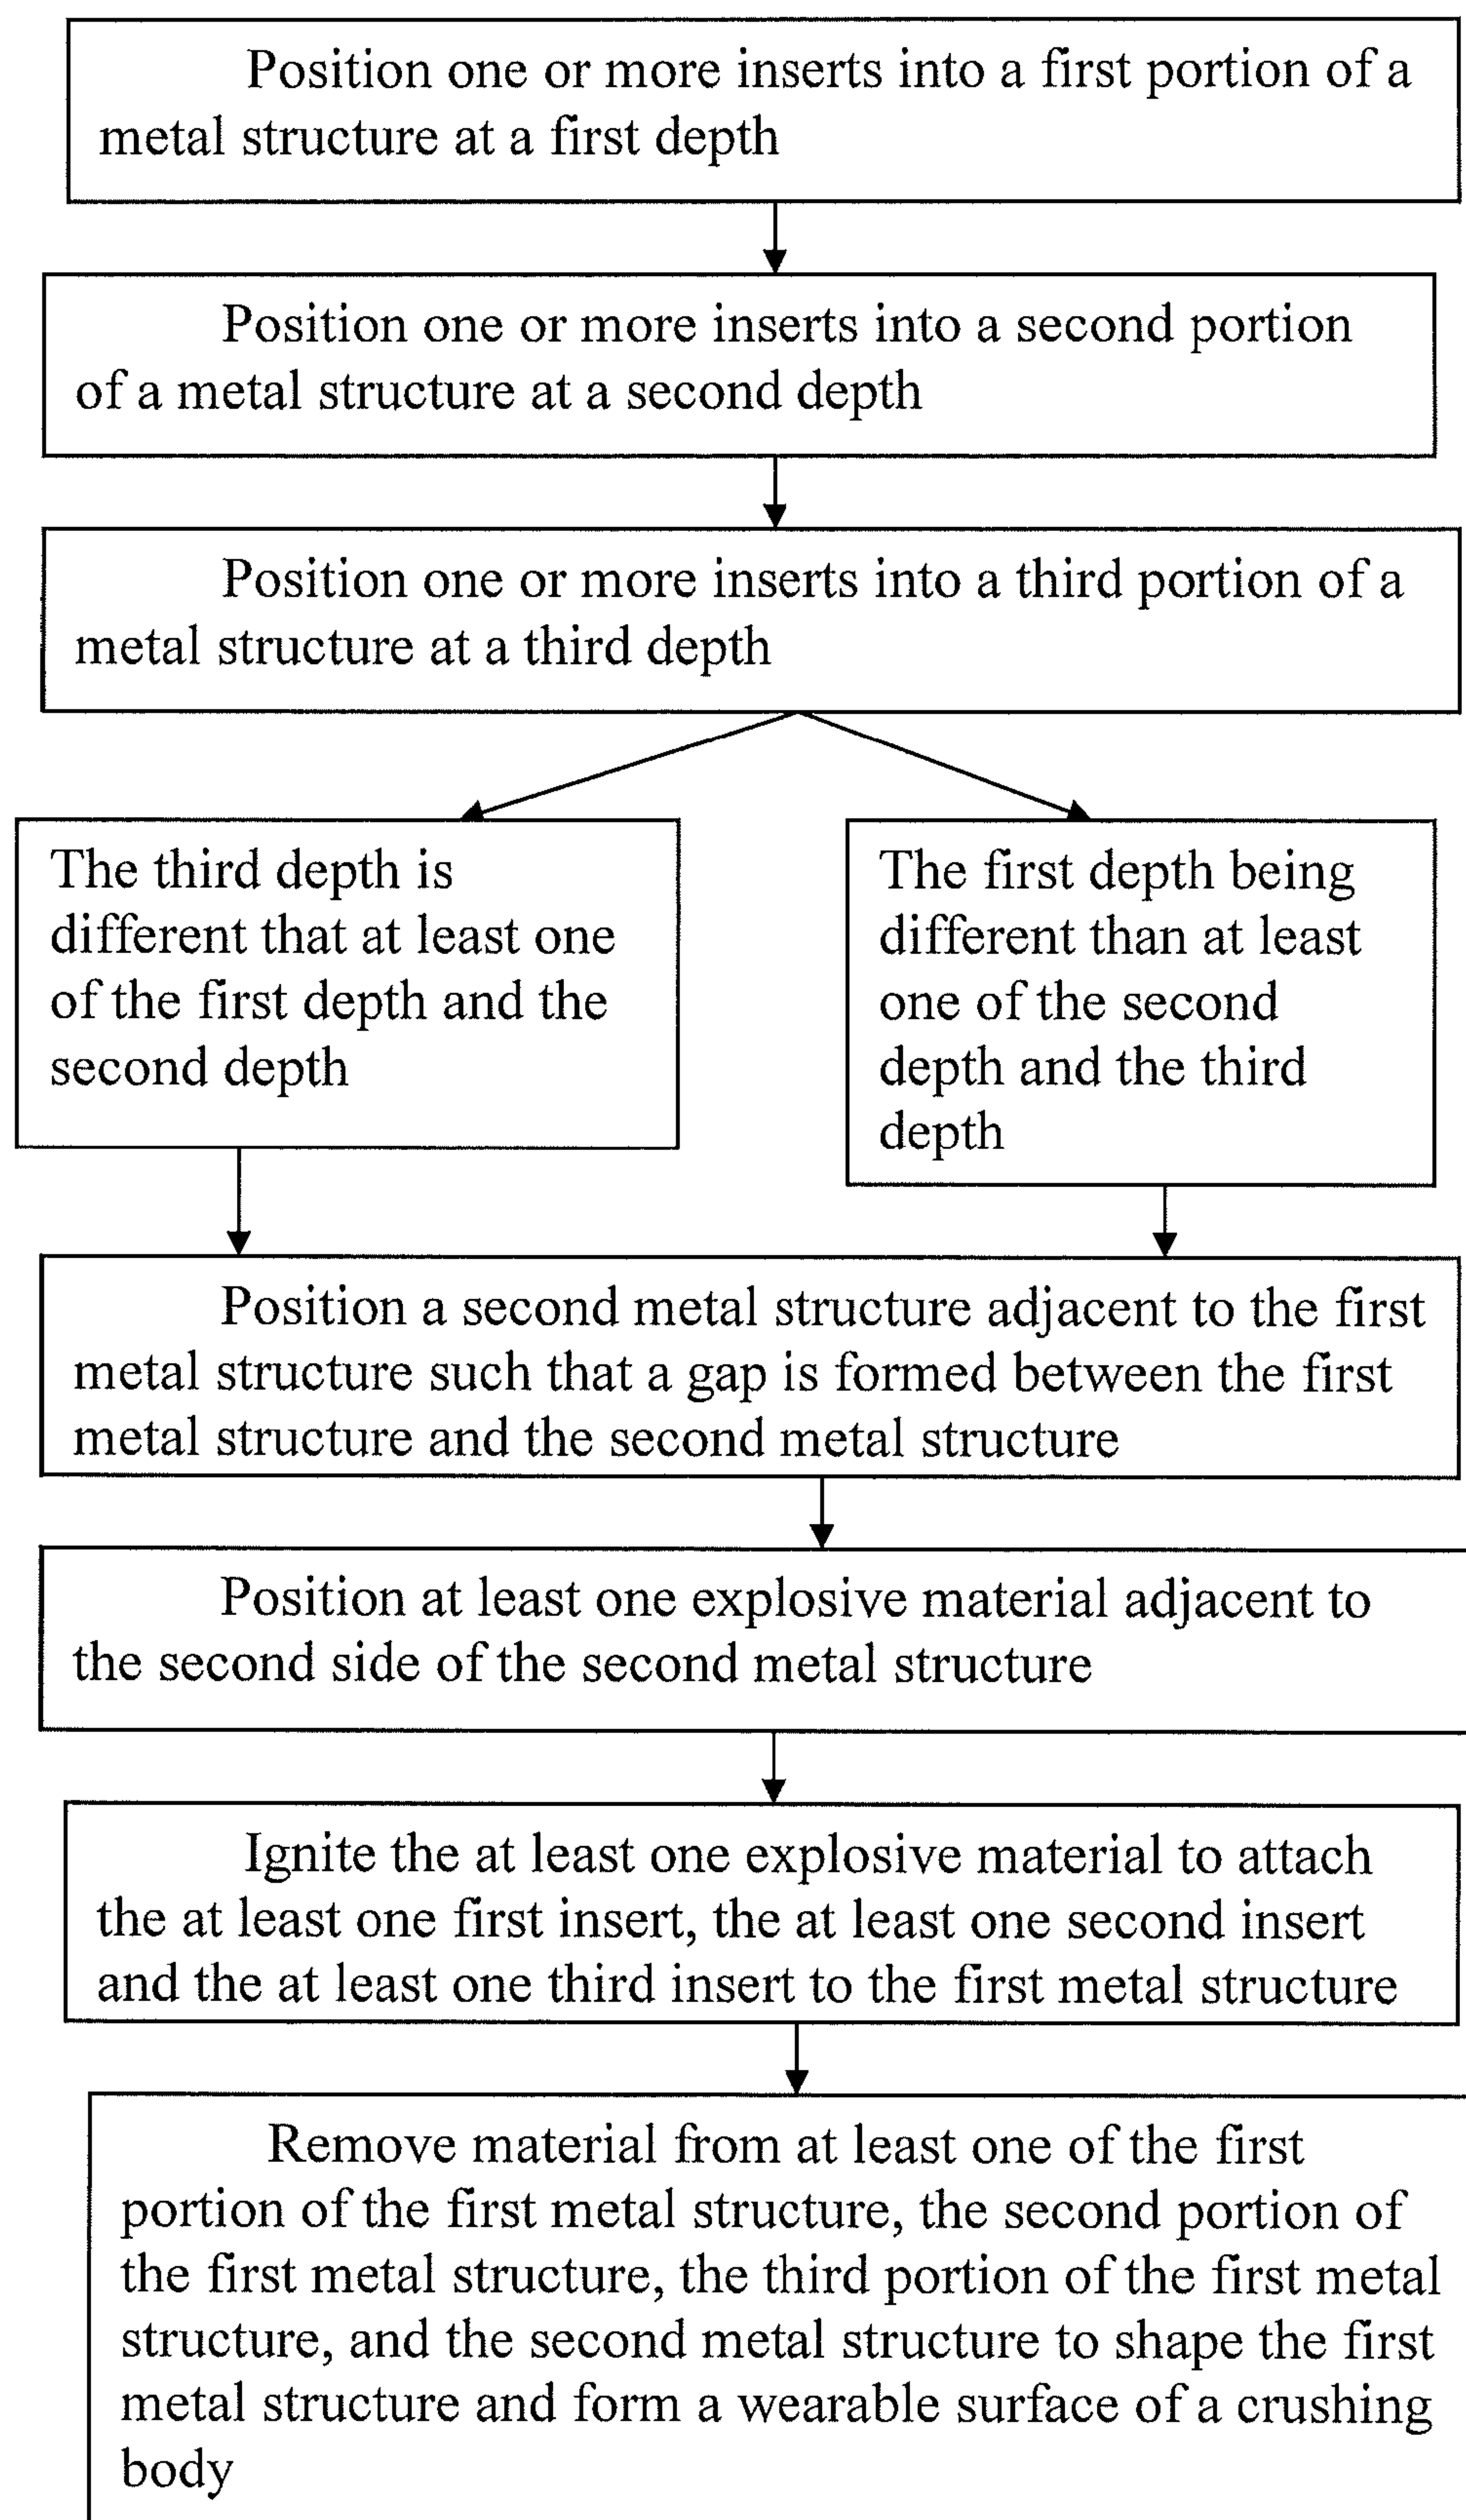 Position one or more inserts into a first portion of a
metal structure at a first depth
Position one or more inserts into a second portion
of a metal structure at a second depth
Position one or more inserts into a third portion of a
metal structure at a third depth
The third depth is
different that at least one
of the first depth and the
second depth
The first depth being
different than at least
one of the second
depth and the third
depth
Position a second metal structure adjacent to the first
metal structure such that a gap is formed between the first
metal structure and the second metal structure
Position at least one explosive material adjacent to
the second side of the second metal structure
Ignite the at least one explosive material to attach
the at least one first insert, the at least one second insert
and the at least one third insert to the first metal structure
Remove material from at least one of the first
portion of the first metal structure, the second portion of
the first metal structure, the third portion of the first metal
structure, and the second metal structure to shape the first
metal structure and form a wearable surface of a crushing
body